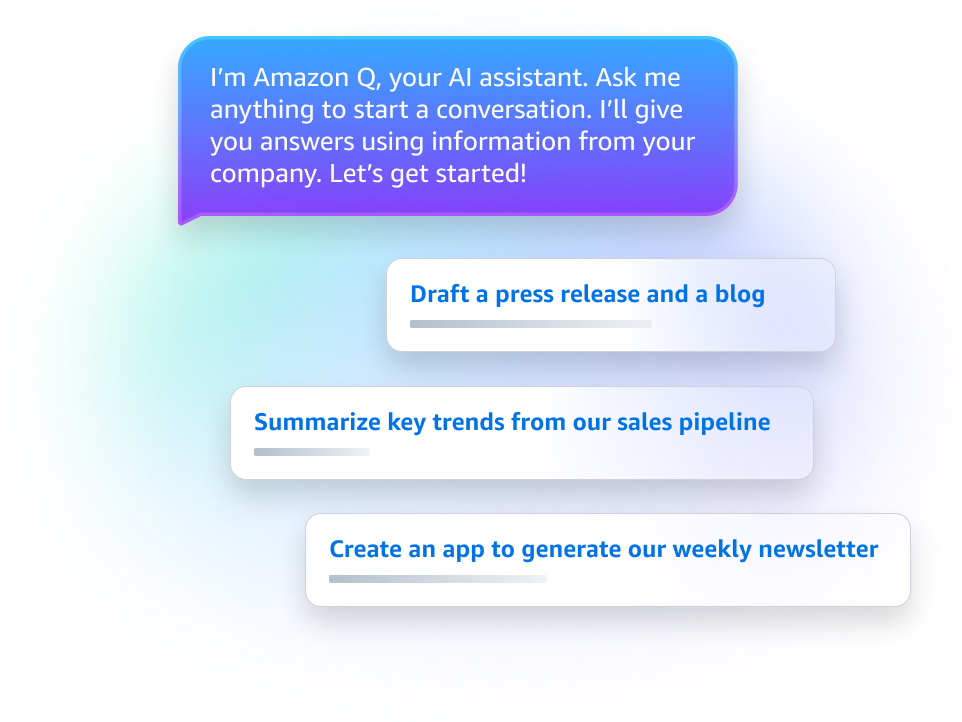 I’m Amazon Q, your AI assistant. Ask me
anything to start a conversation. I’ll give
you answers using information from your
company. Let’s get started!
Draft a press release and a blog
Summarize key trends from our sales pipeline
Create an app to generate our weekly newsletter